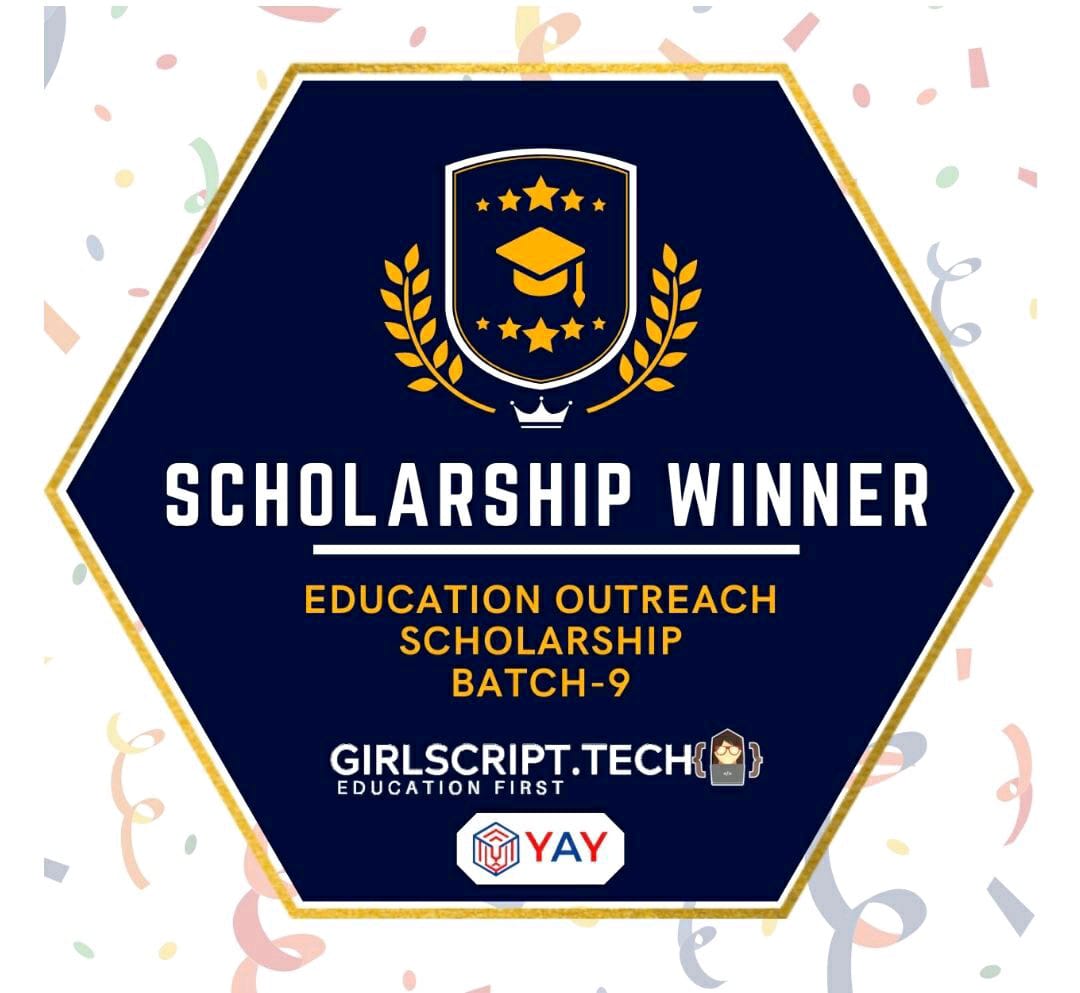 SCHOLARSHIP WINNER
EDUCATION OUTREACH
SCHOLARSHIP
BATCH-9
GIRLSCRIPT.TECH
EDUCATION FIRST
YAY